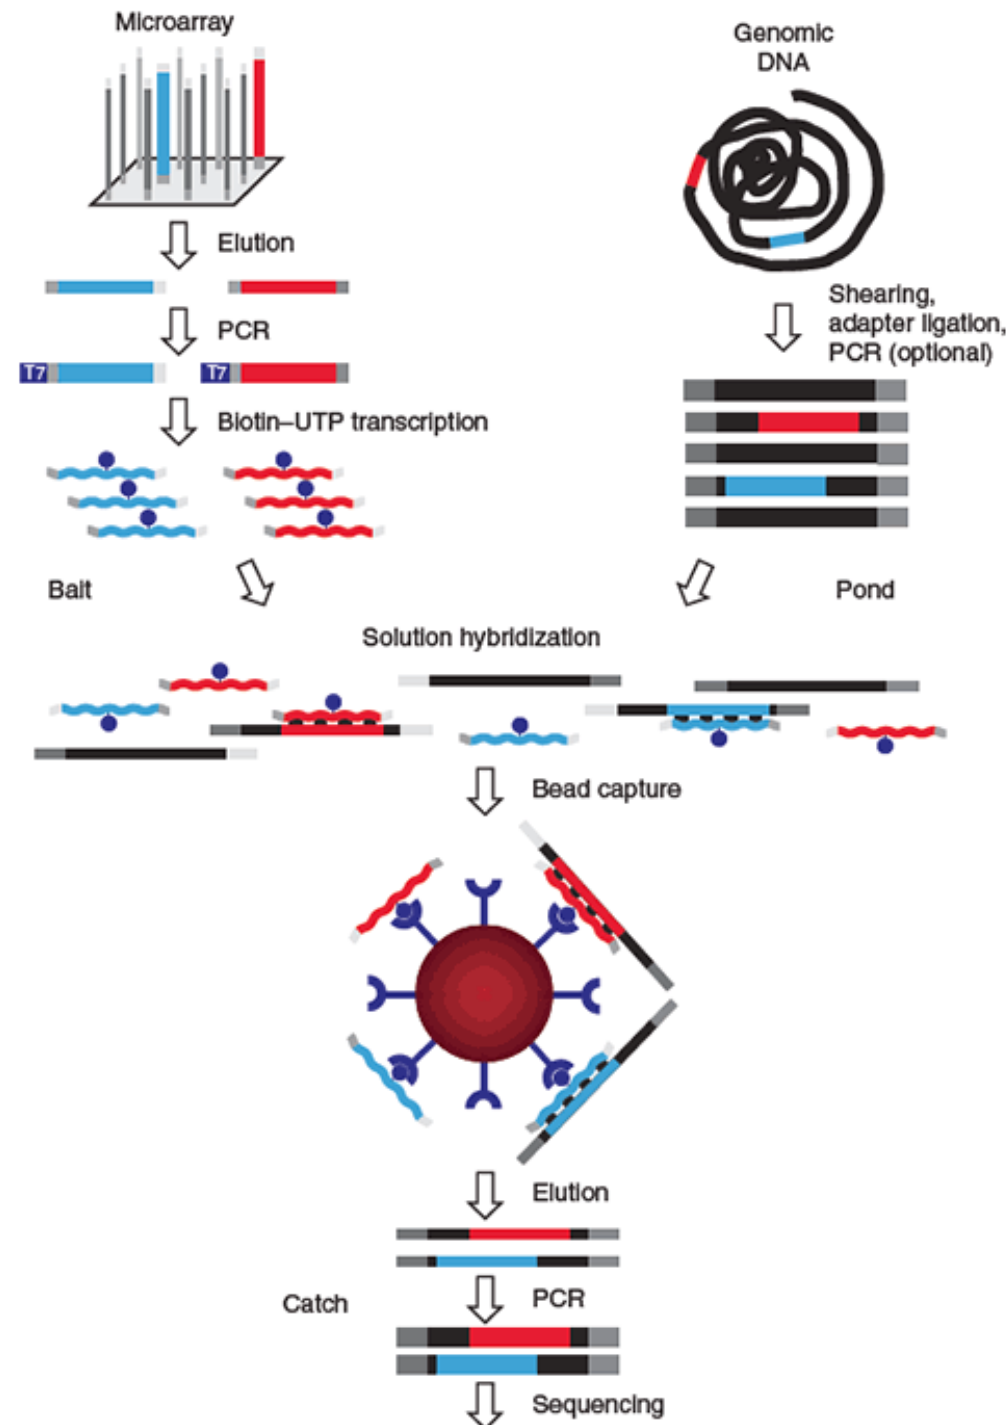 Microarray
Genomic
DNA
Elution
Shearing,
adapter ligation,
PCR (optional)
PCR
T7
T7
Biotin–UTP transcription
Bait
Pond
Solution hybridization
Bead capture
Elution
Catch
PCR
Sequencing